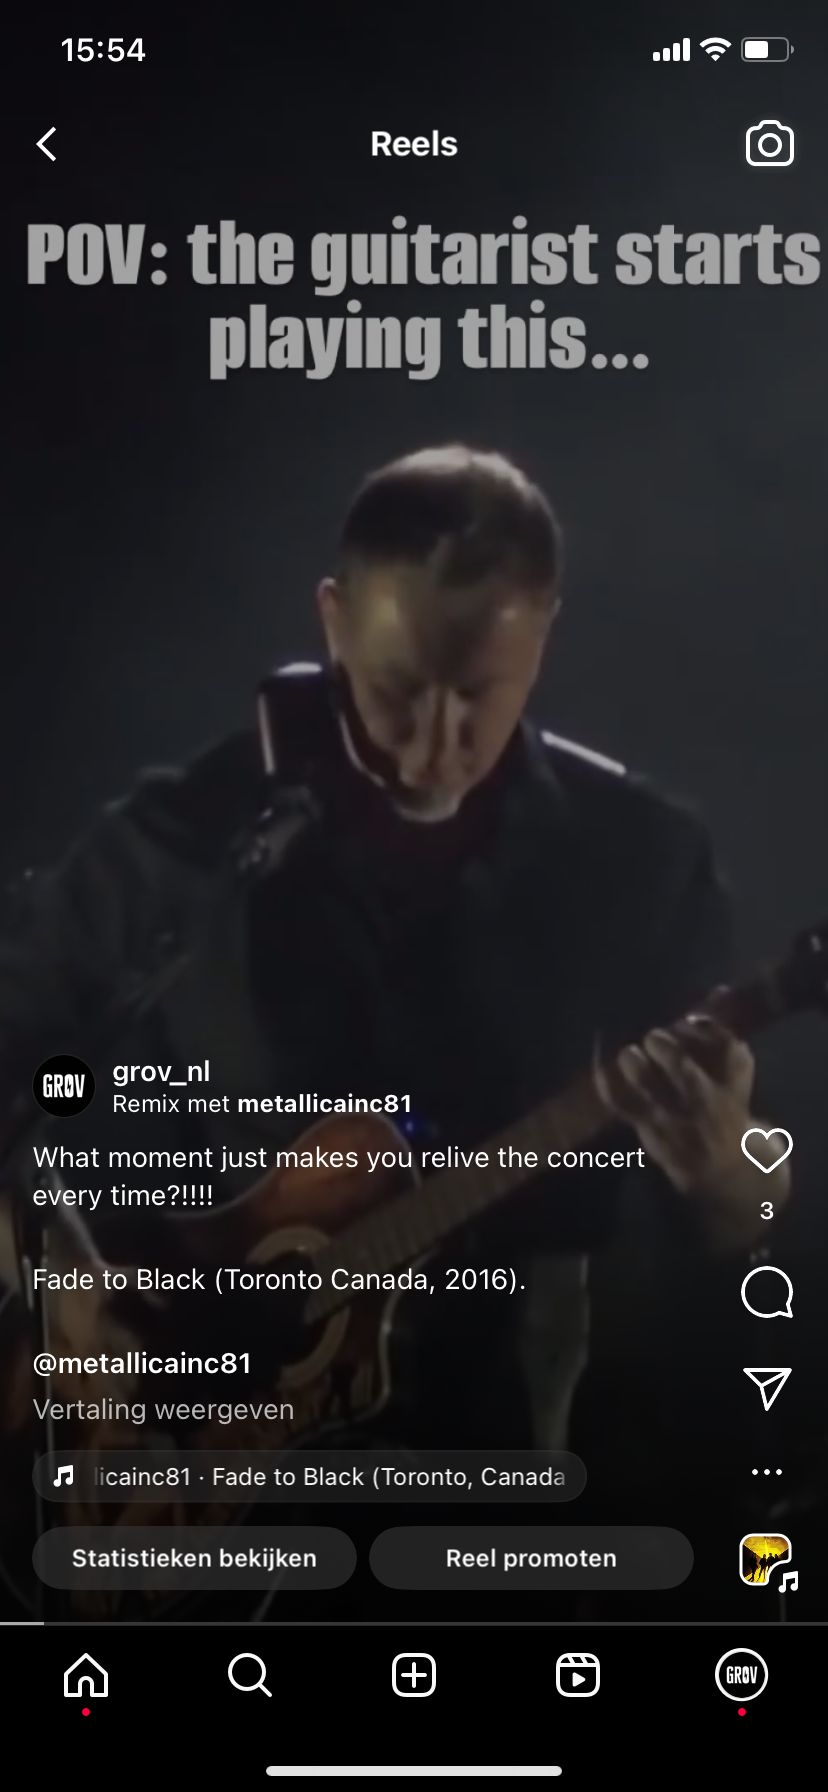 15:54
Reels
POV: the guitarist starts
playing this...
GRØV
grov_nl
Remix met metallicainc81
What moment just makes you relive the concert
every time?!!!!
3
Fade to Black (Toronto Canada, 2016).
@metallicainc81
Vertaling weergeven
licainc81 · Fade to Black (Toronto, Canada
Statistieken bekijken
Reel promoten
GRØV